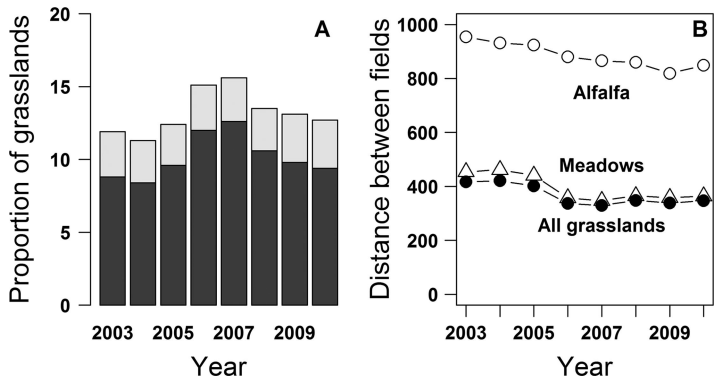 A
Proportion of grasslands
20
15
10
5
0
2003 2005 2007 2009
Year
B
Distance between fields
1000
800
600
400
200
0
Alfalfa
Meadows
All grasslands
2003 2005 2007 2009
Year